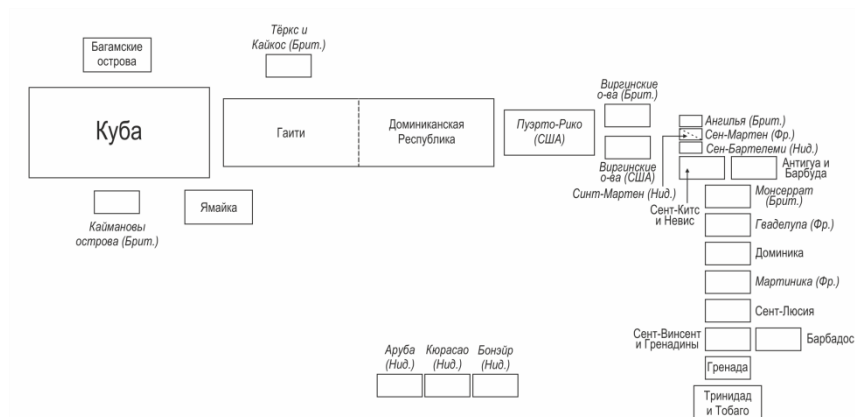 Тёркс и
Кайкос (Брит.)
Багамские
острова
Куба
Гаити
Доминиканская
Республика
Пуэрто-Рико
(США)
Виргинские
о-ва (Брит.)
Виргинские
о-ва (США)
Ангилья (Брит.)
Сен-Мартен (Фр.)
Сен-Бартелеми (Нид.)
Синт-Мартен (Нид.)
Антигуа и
Барбуда
Сент-Китс
и Невис
Каймановы
острова (Брит.)
Ямайка
Монсеррат
(Брит.)
Гваделупа (Фр.)
Доминика
Мартиника (Фр.)
Сент-Люсия
Сент-Винсент
и Гренадины
Барбадос
Аруба
(Нид.)
Кюрасао
(Нид.)
Бонэйр
(Нид.)
Гренада
Тринидад
и Тобаго